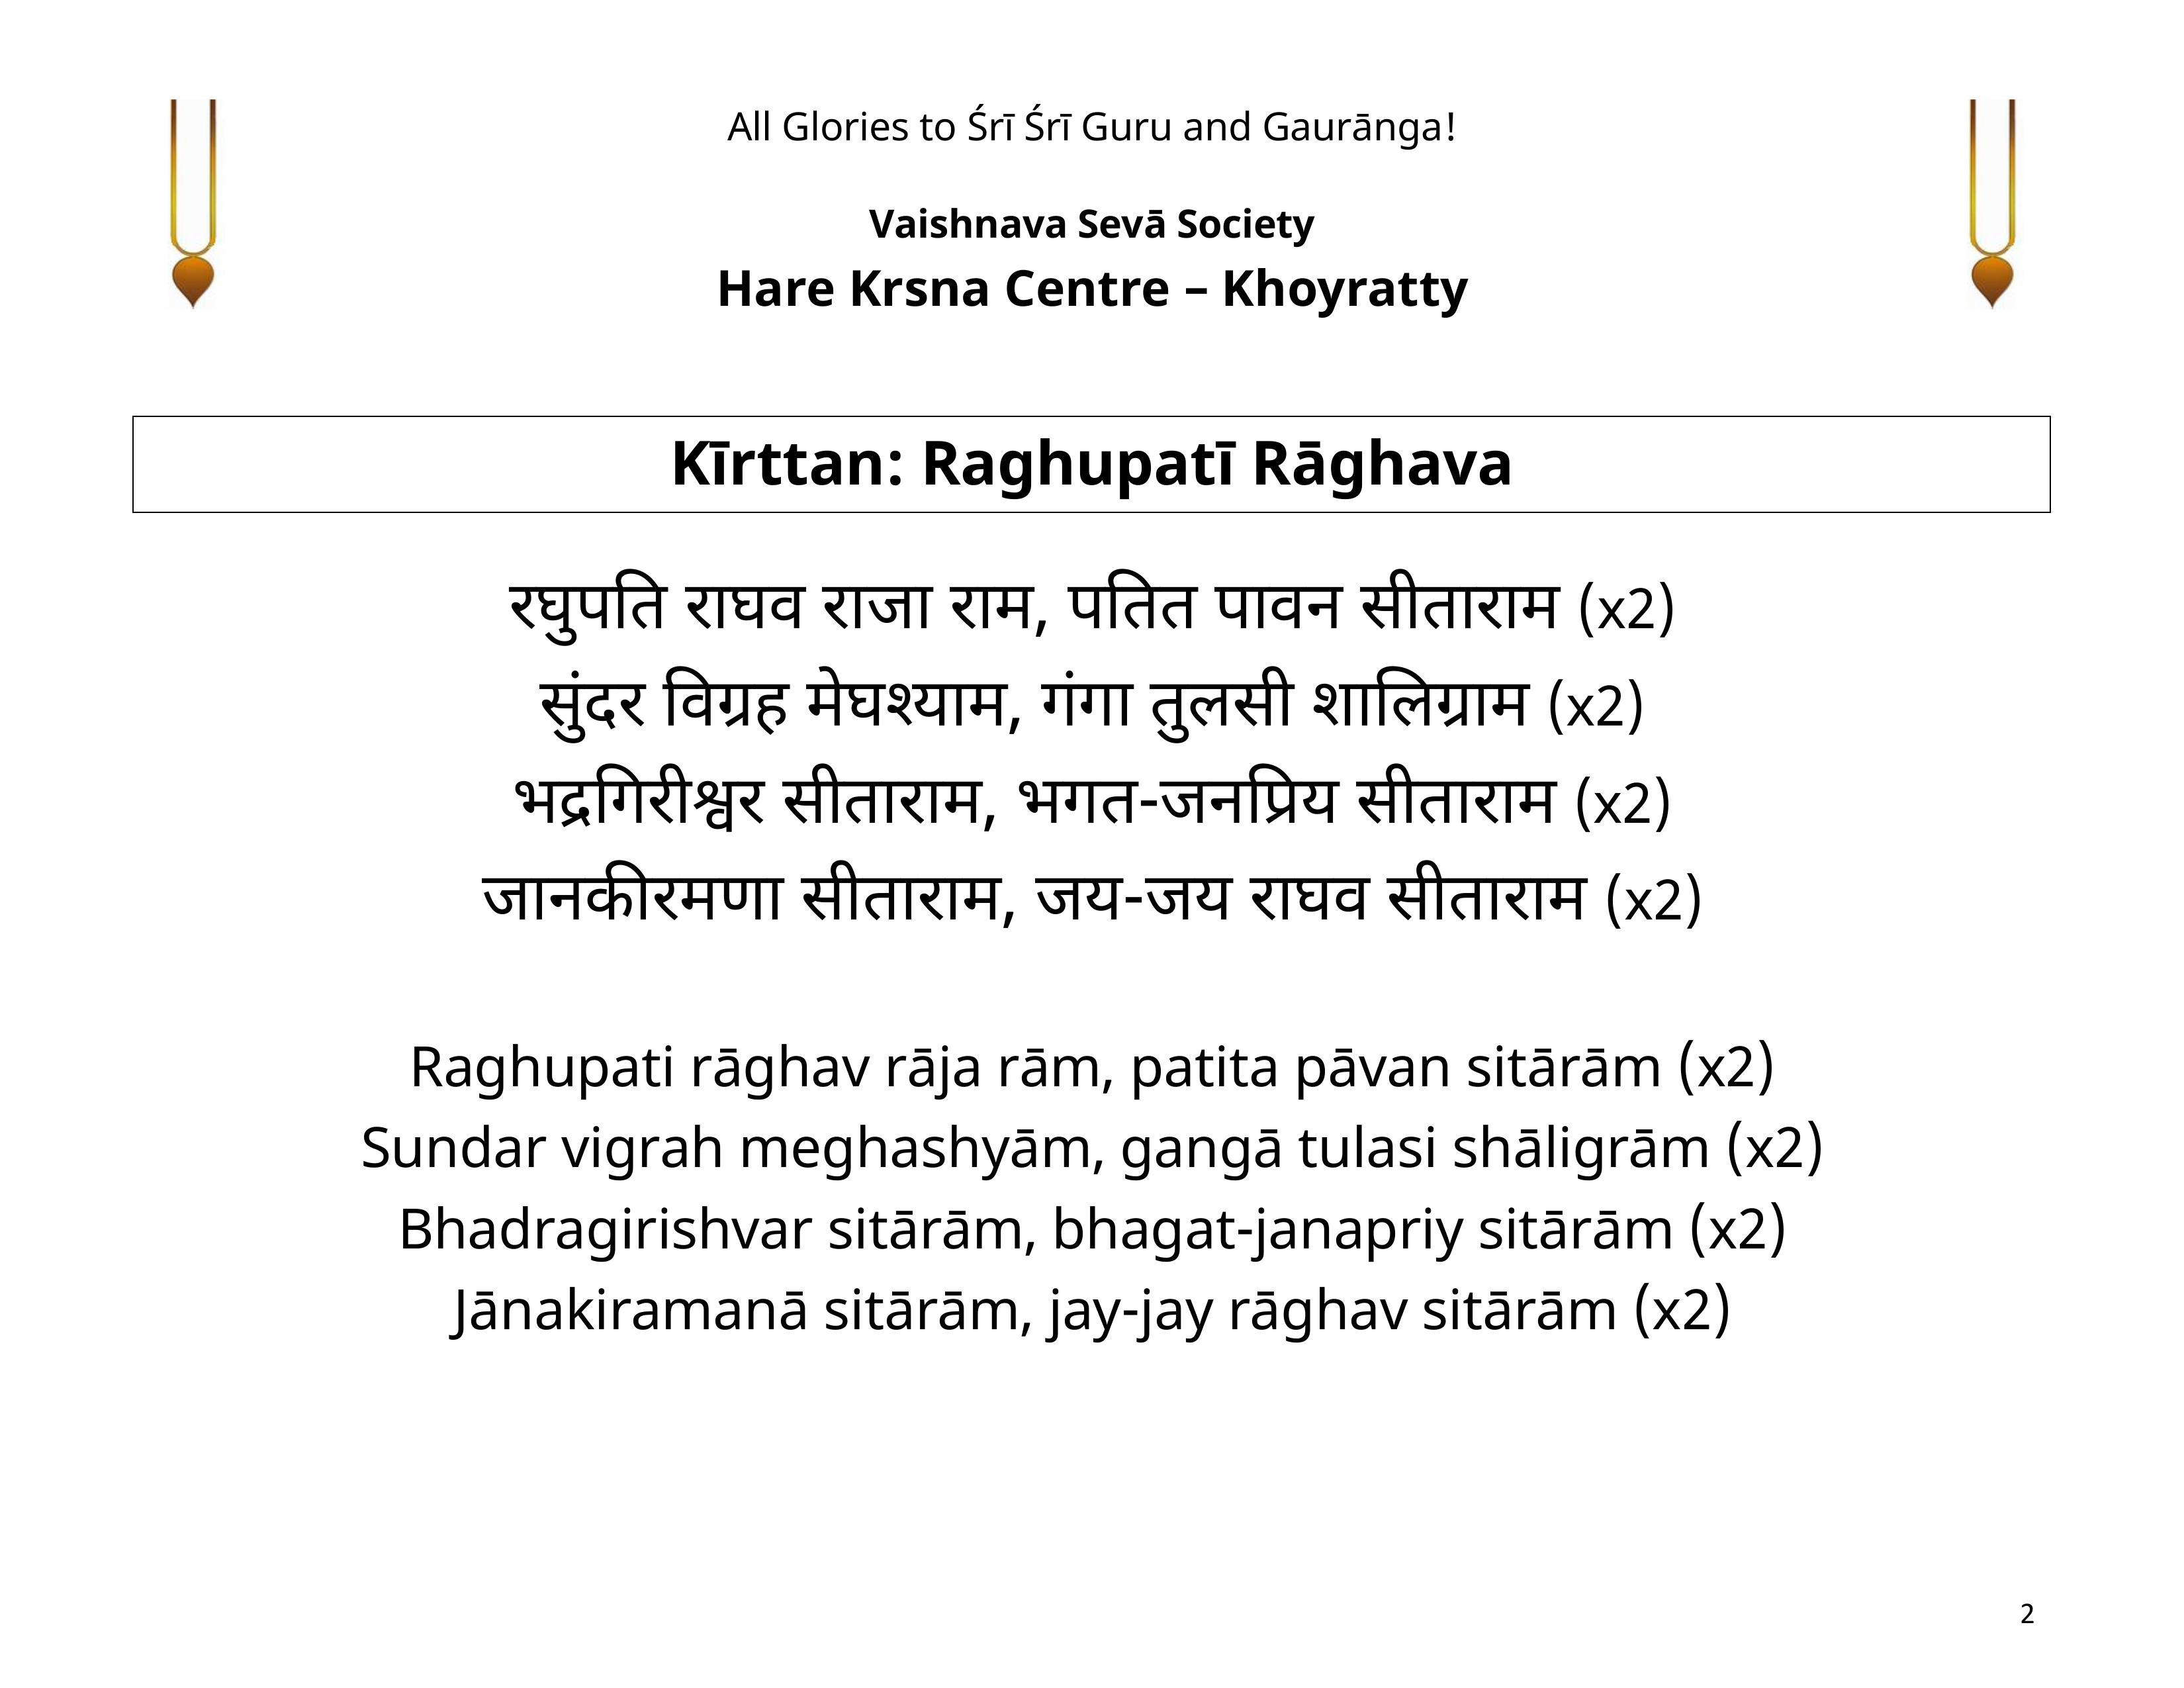 All Glories to Śrī Śrī Guru and Gaurānga!
Vaishnava Sevā Society
Hare Krsna Centre – Khoyratty
Kīrttan: Raghupatī Rāghava
रघुपति राघव राजा राम, पतित पावन सीताराम (x2)
सुंदर विग्रह मेघश्याम, गंगा तुलसी शालिग्राम (x2)
भद्रगिरीश्वर सीताराम, भगत-जनप्रिय सीताराम (x2)
जानकीरमणा सीताराम, जय-जय राघव सीताराम (x2)
Raghupati rāghav rāja rām, patita pāvan sitārām (x2)
Sundar vigrah meghashyām, gangā tulasi shāligrām (x2)
Bhadragirishvar sitārām, bhagat-janapriy sitārām (x2)
Jānakiramanā sitārām, jay-jay rāghav sitārām (x2)
2